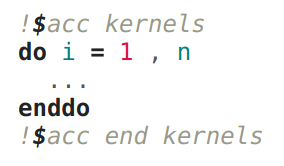 !$acc kernels
do i = 1 , n
  ...
enddo
!$acc end kernels